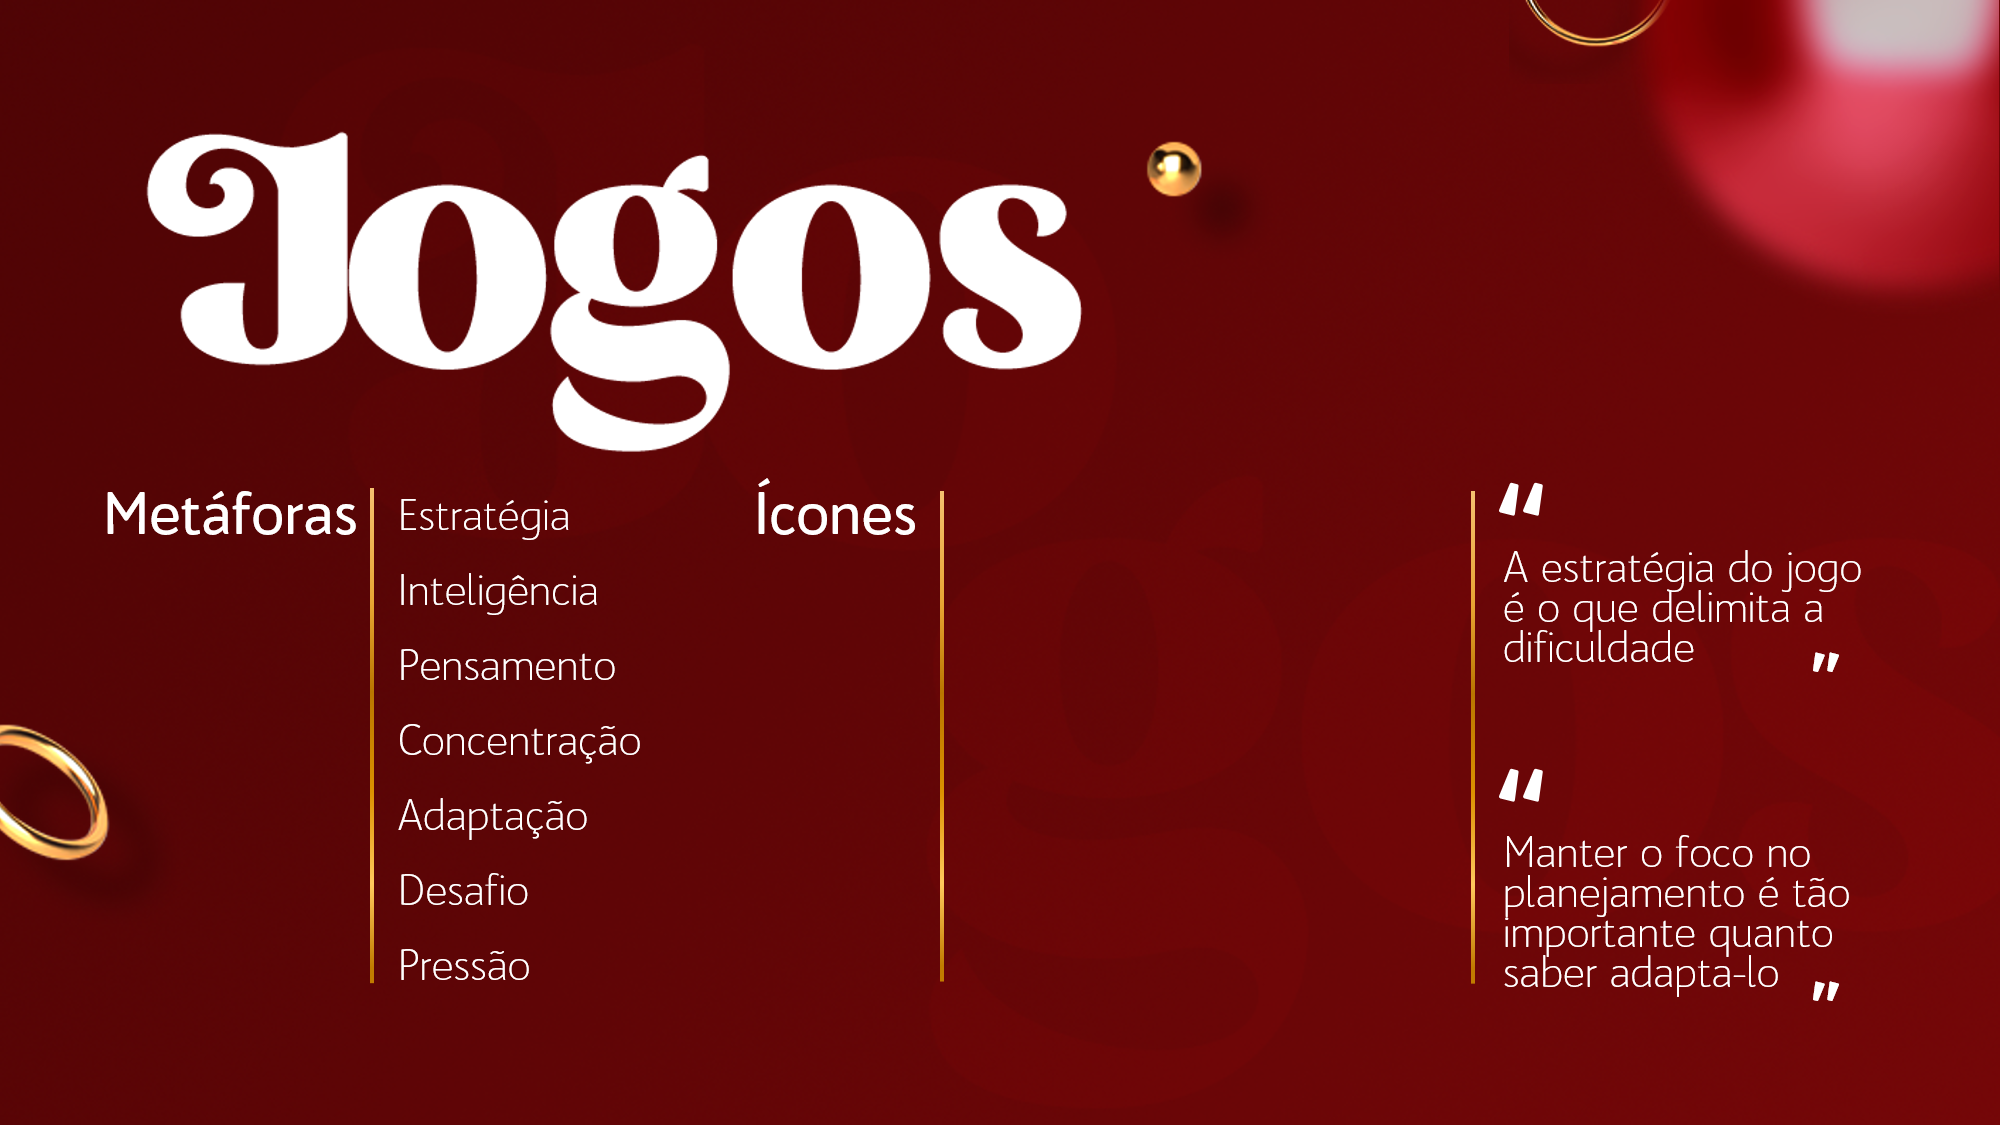 Jogos
Metáforas
Estratégia
Inteligência
Pensamento
Concentração
Adaptação
Desafio
Pressão
Ícones
“
A estratégia do jogo
é o que delimita a
dificuldade
”
“
Manter o foco no
planejamento é tão
importante quanto
saber adapta-lo
”